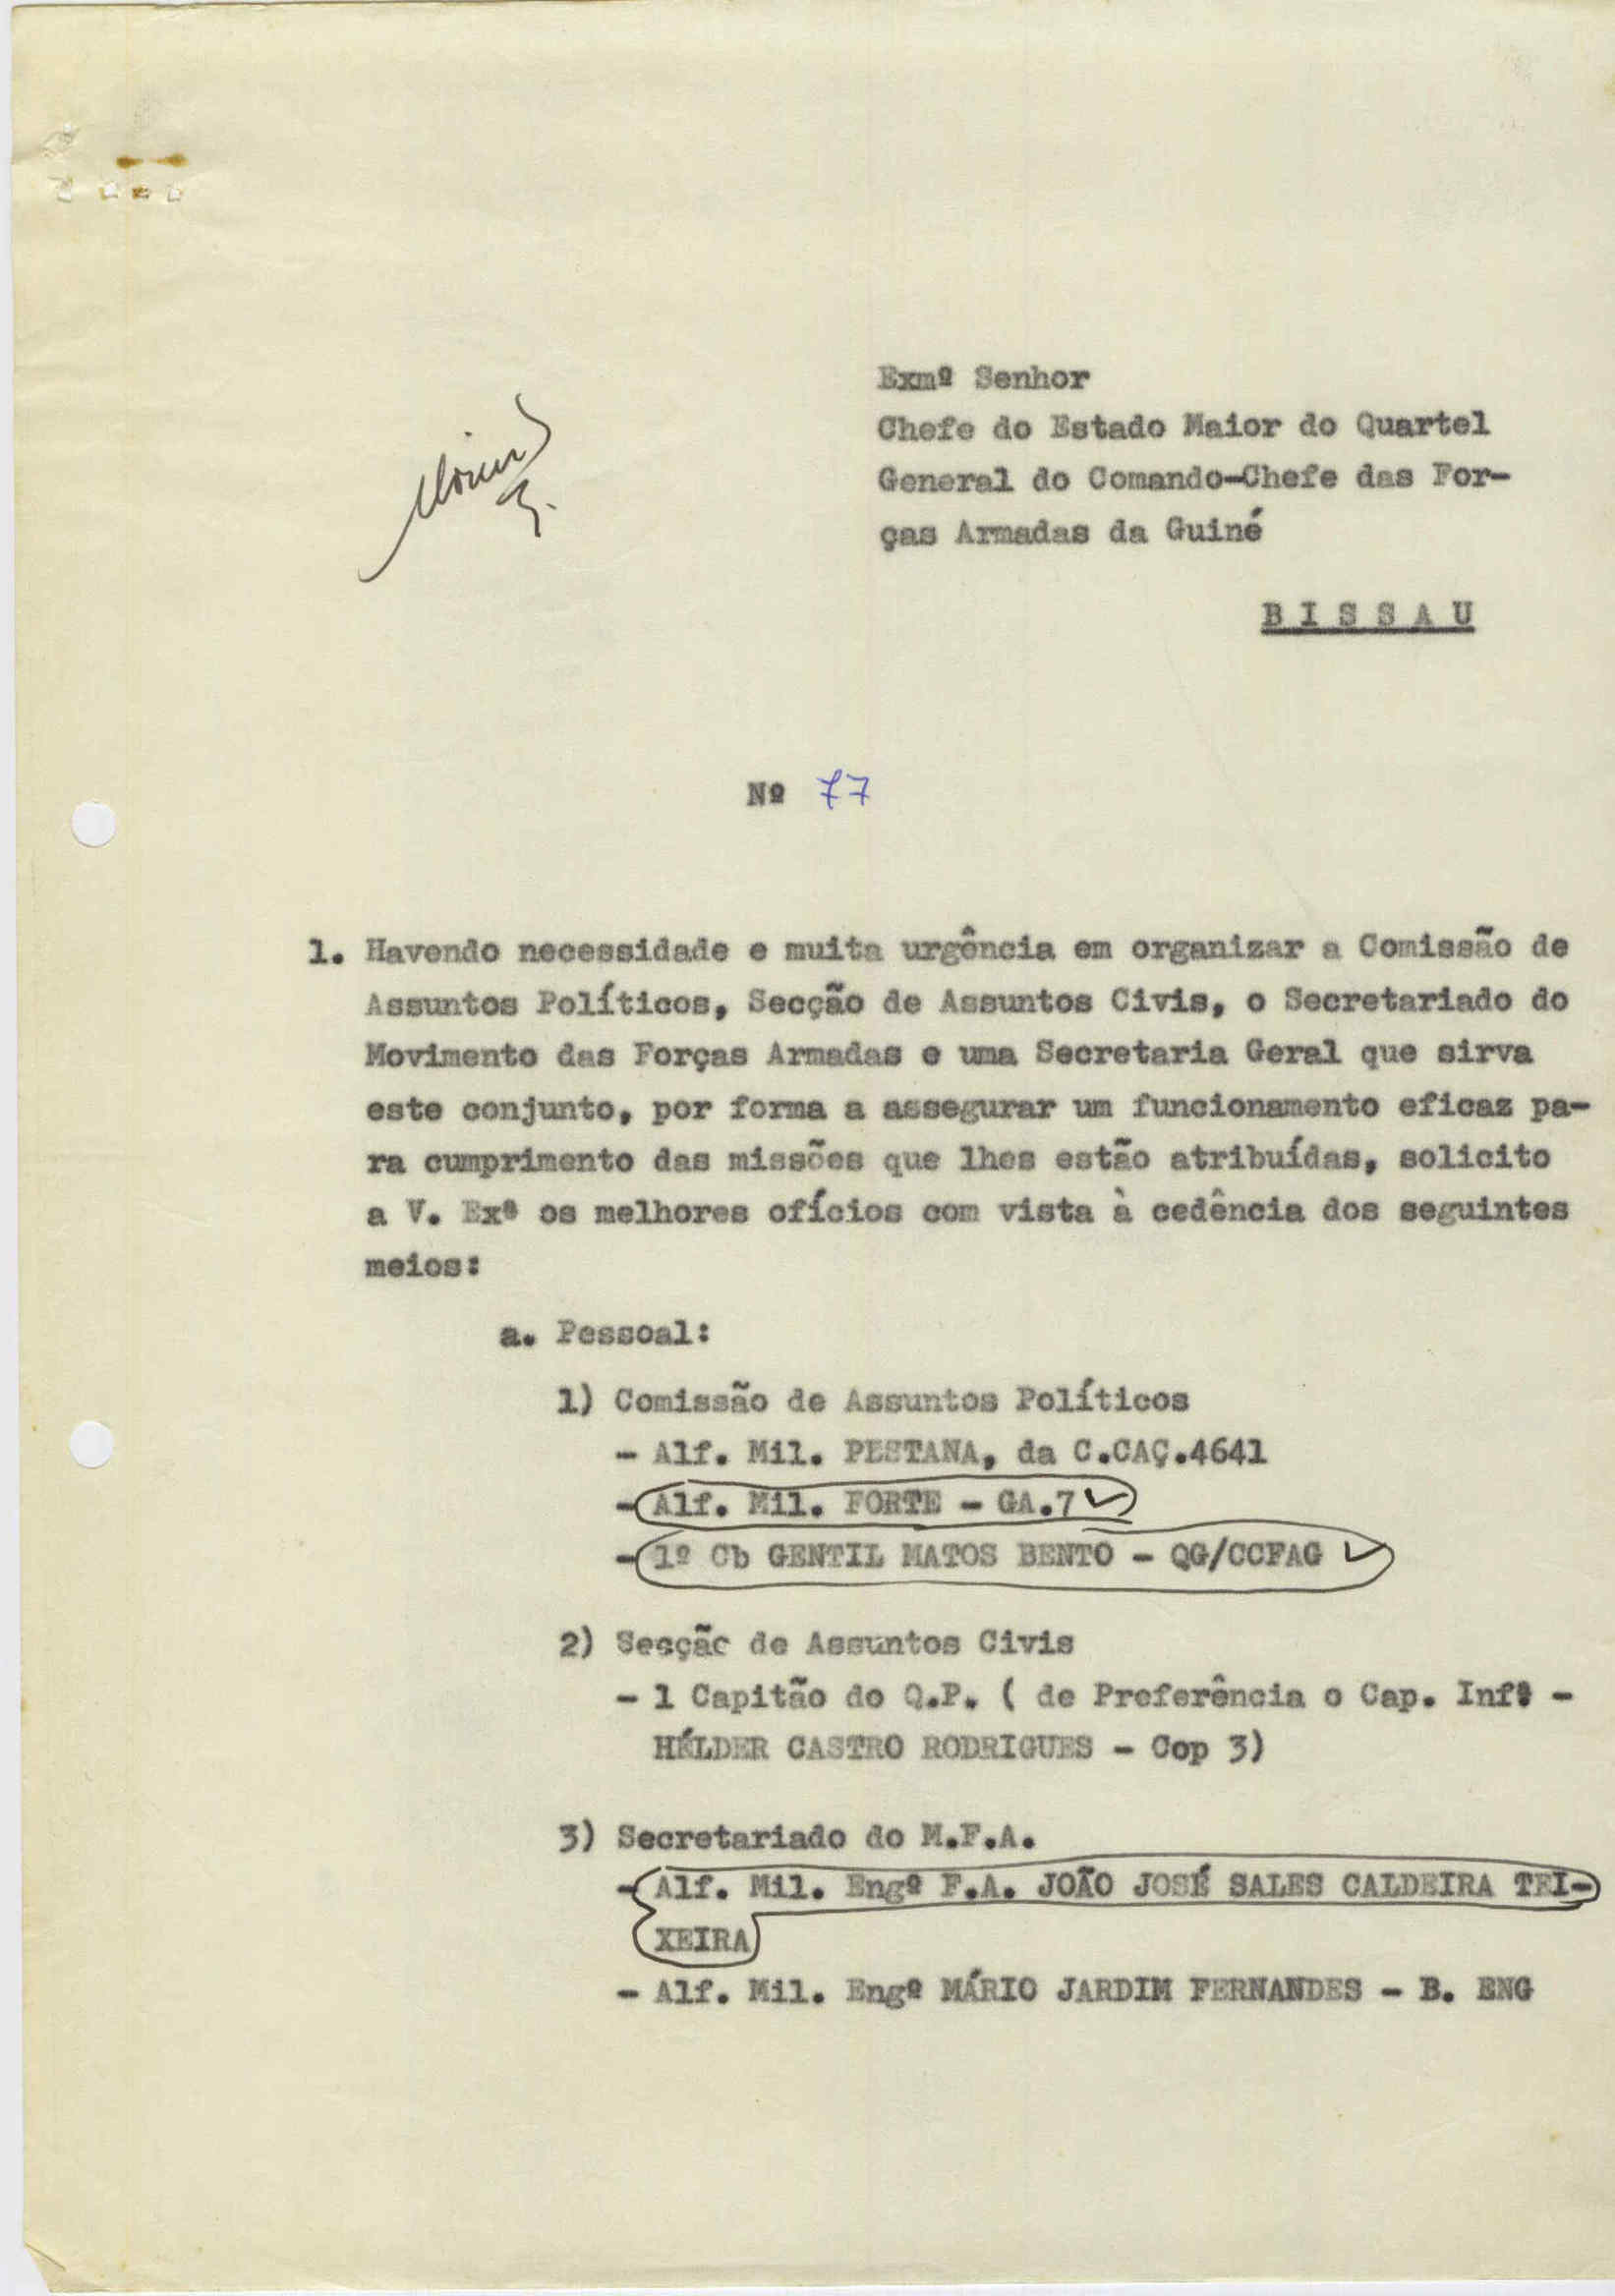 Exmº Senhor
Chefe do Estado Maior do Quartel
General do Comando-Chefe das For-
ças Armadas da Guiné
B I S S A U
Nº 77
1. Havendo necessidade e muita urgência em organizar a Comissão de
Assuntos Políticos, Secção de Assuntos Civis, o Secretariado do
Movimento das Forças Armadas e uma Secretaria Geral que sirva
este conjunto, por forma a assegurar um funcionamento eficaz pa-
ra cumprimento das missões que lhes estão atribuídas, solicito
a V. Exª os melhores ofícios com vista à cedência dos seguintes
meios:
a. Pessoal:
1) Comissão de Assuntos Políticos
- Alf. Mil. PESTANA, da C.CAÇ.4641
- Alf. Mil. FORTE - GA.7 ✓
- 1º Cb GENTIL MATOS BENTO - QG/CCFAG ✓
2) Secção de Assuntos Civis
- 1 Capitão do Q.P. ( de Preferência o Cap. Infª -
HÉLDER CASTRO RODRIGUES - Cop 3)
3) Secretariado do M.F.A.
- Alf. Mil. Engº F.A. JOÃO JOSÉ SALES CALDEIRA TEI-
XEIRA
- Alf. Mil. Engº MÁRIO JARDIM FERNANDES - B. ENG